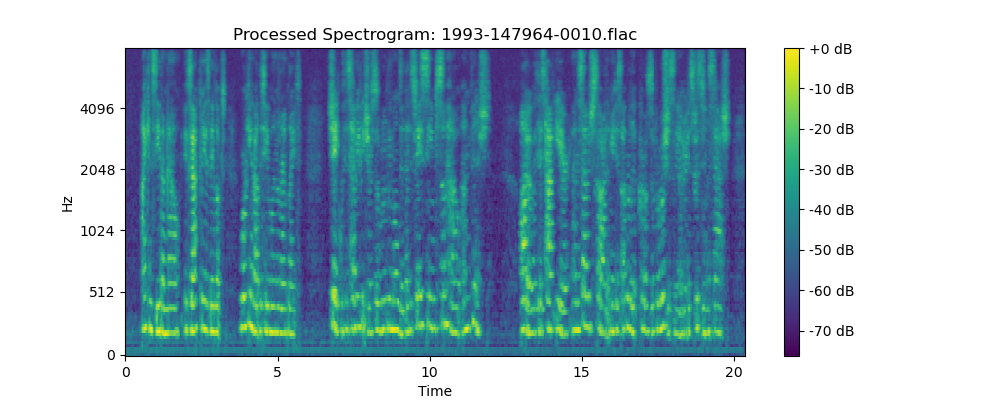 Processed Spectrogram: 1993-147964-0010.flac
Hz
4096
2048
1024
512
0
0
5
10
15
20
Time
+0 dB
-10 dB
-20 dB
-30 dB
-40 dB
-50 dB
-60 dB
-70 dB